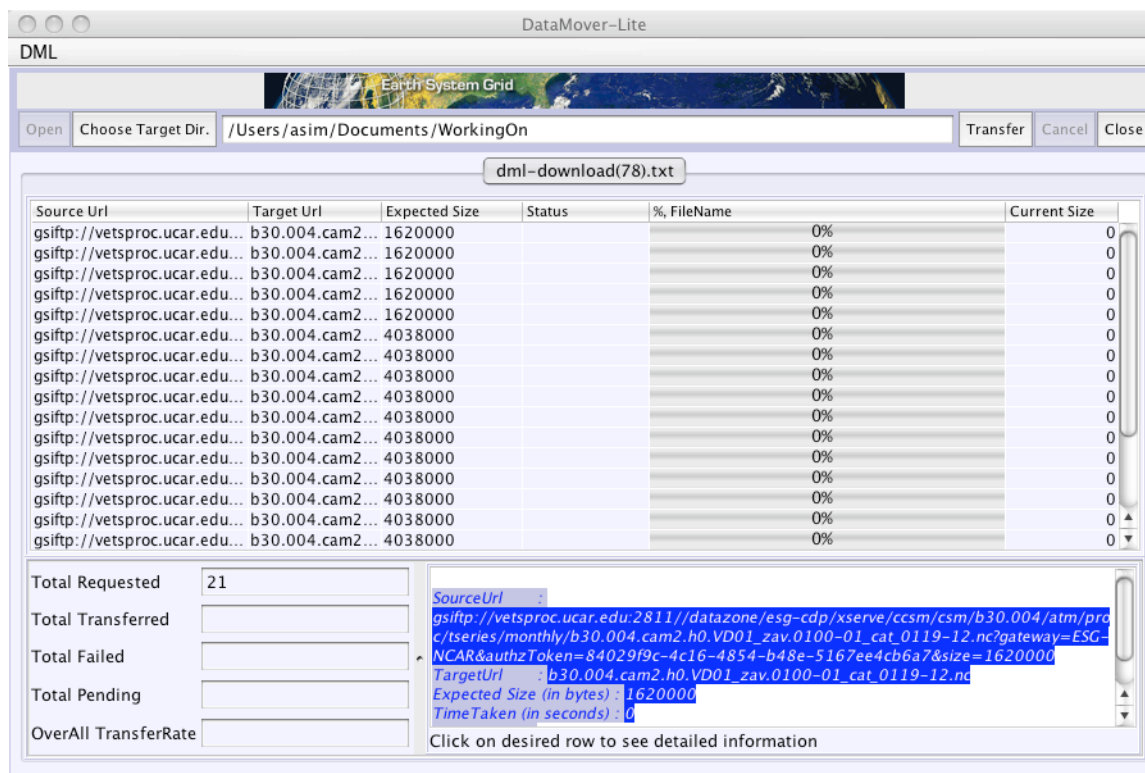 DataMover-Lite
DML
Earth System Grid
Open Choose Target Dir. /Users/asim/Documents/WorkingOn Transfer Cancel Close
dml-download(78).txt
Source Url Target Url Expected Size Status %, FileName Current Size
gsiftp://vetsproc.ucar.edu... b30.004.cam2... 1620000 0% 0
gsiftp://vetsproc.ucar.edu... b30.004.cam2... 1620000 0% 0
gsiftp://vetsproc.ucar.edu... b30.004.cam2... 1620000 0% 0
gsiftp://vetsproc.ucar.edu... b30.004.cam2... 1620000 0% 0
gsiftp://vetsproc.ucar.edu... b30.004.cam2... 1620000 0% 0
gsiftp://vetsproc.ucar.edu... b30.004.cam2... 4038000 0% 0
gsiftp://vetsproc.ucar.edu... b30.004.cam2... 4038000 0% 0
gsiftp://vetsproc.ucar.edu... b30.004.cam2... 4038000 0% 0
gsiftp://vetsproc.ucar.edu... b30.004.cam2... 4038000 0% 0
gsiftp://vetsproc.ucar.edu... b30.004.cam2... 4038000 0% 0
gsiftp://vetsproc.ucar.edu... b30.004.cam2... 4038000 0% 0
gsiftp://vetsproc.ucar.edu... b30.004.cam2... 4038000 0% 0
gsiftp://vetsproc.ucar.edu... b30.004.cam2... 4038000 0% 0
gsiftp://vetsproc.ucar.edu... b30.004.cam2... 4038000 0% 0
gsiftp://vetsproc.ucar.edu... b30.004.cam2... 4038000 0% 0
gsiftp://vetsproc.ucar.edu... b30.004.cam2... 4038000 0% 0
Total Requested 21
Total Transferred
Total Failed
Total Pending
OverAll TransferRate
SourceUrl :
gsiftp://vetsproc.ucar.edu:2811//datazone/esg-cdp/xserve/ccsm/csm/b30.004/atm/pro
c/tseries/monthly/b30.004.cam2.h0.VD01_zav.0100-01_cat_0119-12.nc?gateway=ESG-
NCAR&authzToken=84029f9c-4c16-4854-b48e-5167ee4cb6a7&size=1620000
TargetUrl : b30.004.cam2.h0.VD01_zav.0100-01_cat_0119-12.nc
Expected Size (in bytes) : 1620000
TimeTaken (in seconds) : 0
Click on desired row to see detailed information